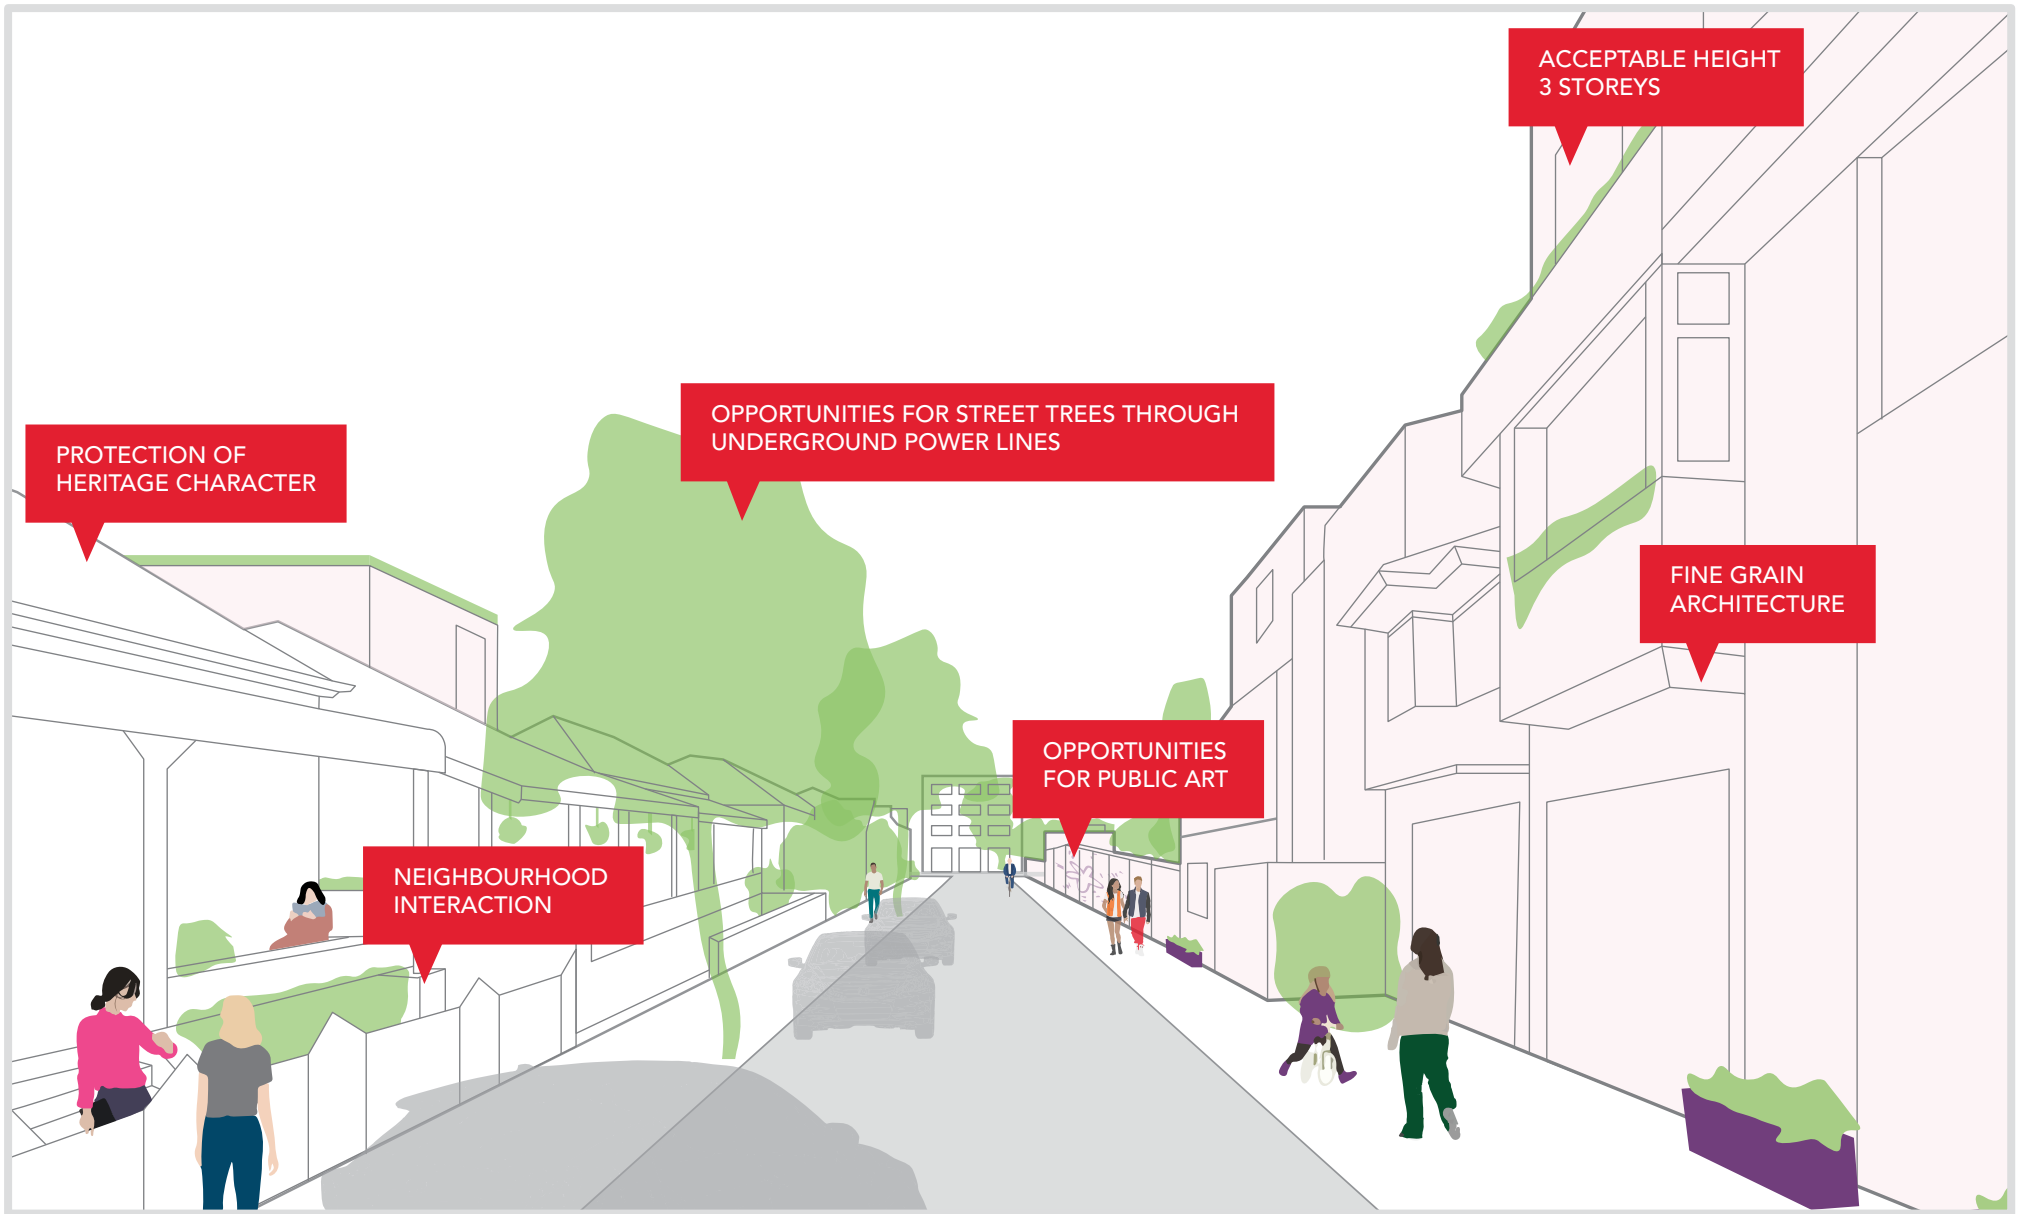 ACCEPTABLE HEIGHT
3 STOREYS
OPPORTUNITIES FOR STREET TREES THROUGH
UNDERGROUND POWER LINES
PROTECTION OF
HERITAGE CHARACTER
FINE GRAIN
ARCHITECTURE
OPPORTUNITIES
FOR PUBLIC ART
NEIGHBOURHOOD
INTERACTION